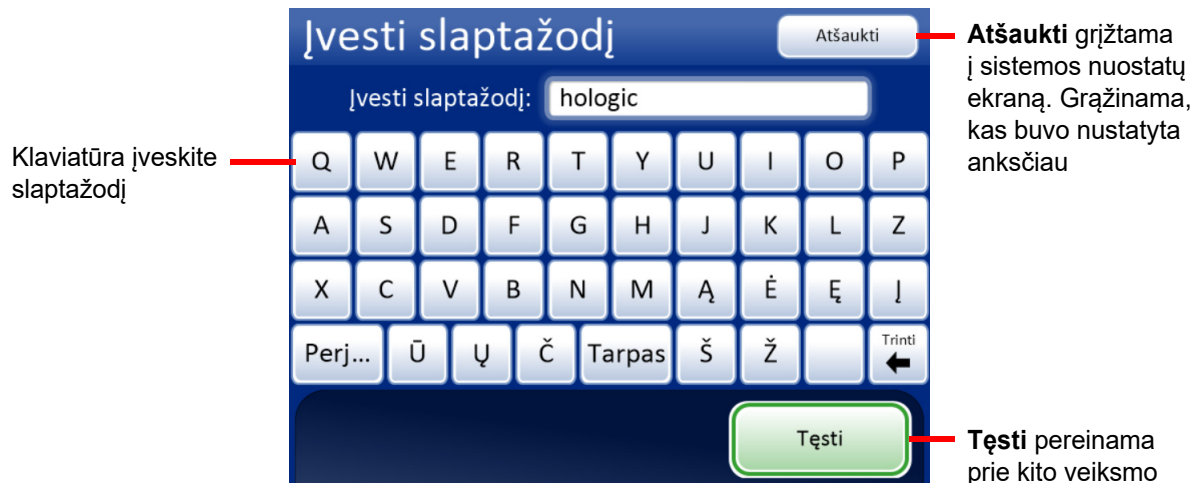 Įvesti slaptažodį
Atšaukti
Įvesti slaptažodį: hologic
Q W E R T Y U I O P
A S D F G H J K L Z
X C V B N M Ą Ė Ę Į
Perj... Ū Ų Č Tarpas Š Ž Trinti
Tęsti
Klaviatūra įveskite
slaptažodį
Atšaukti grįžtama
į sistemos nuostatų
ekraną. Grąžinama,
kas buvo nustatyta
anksčiau
Tęsti pereinama
prie kito veiksmo